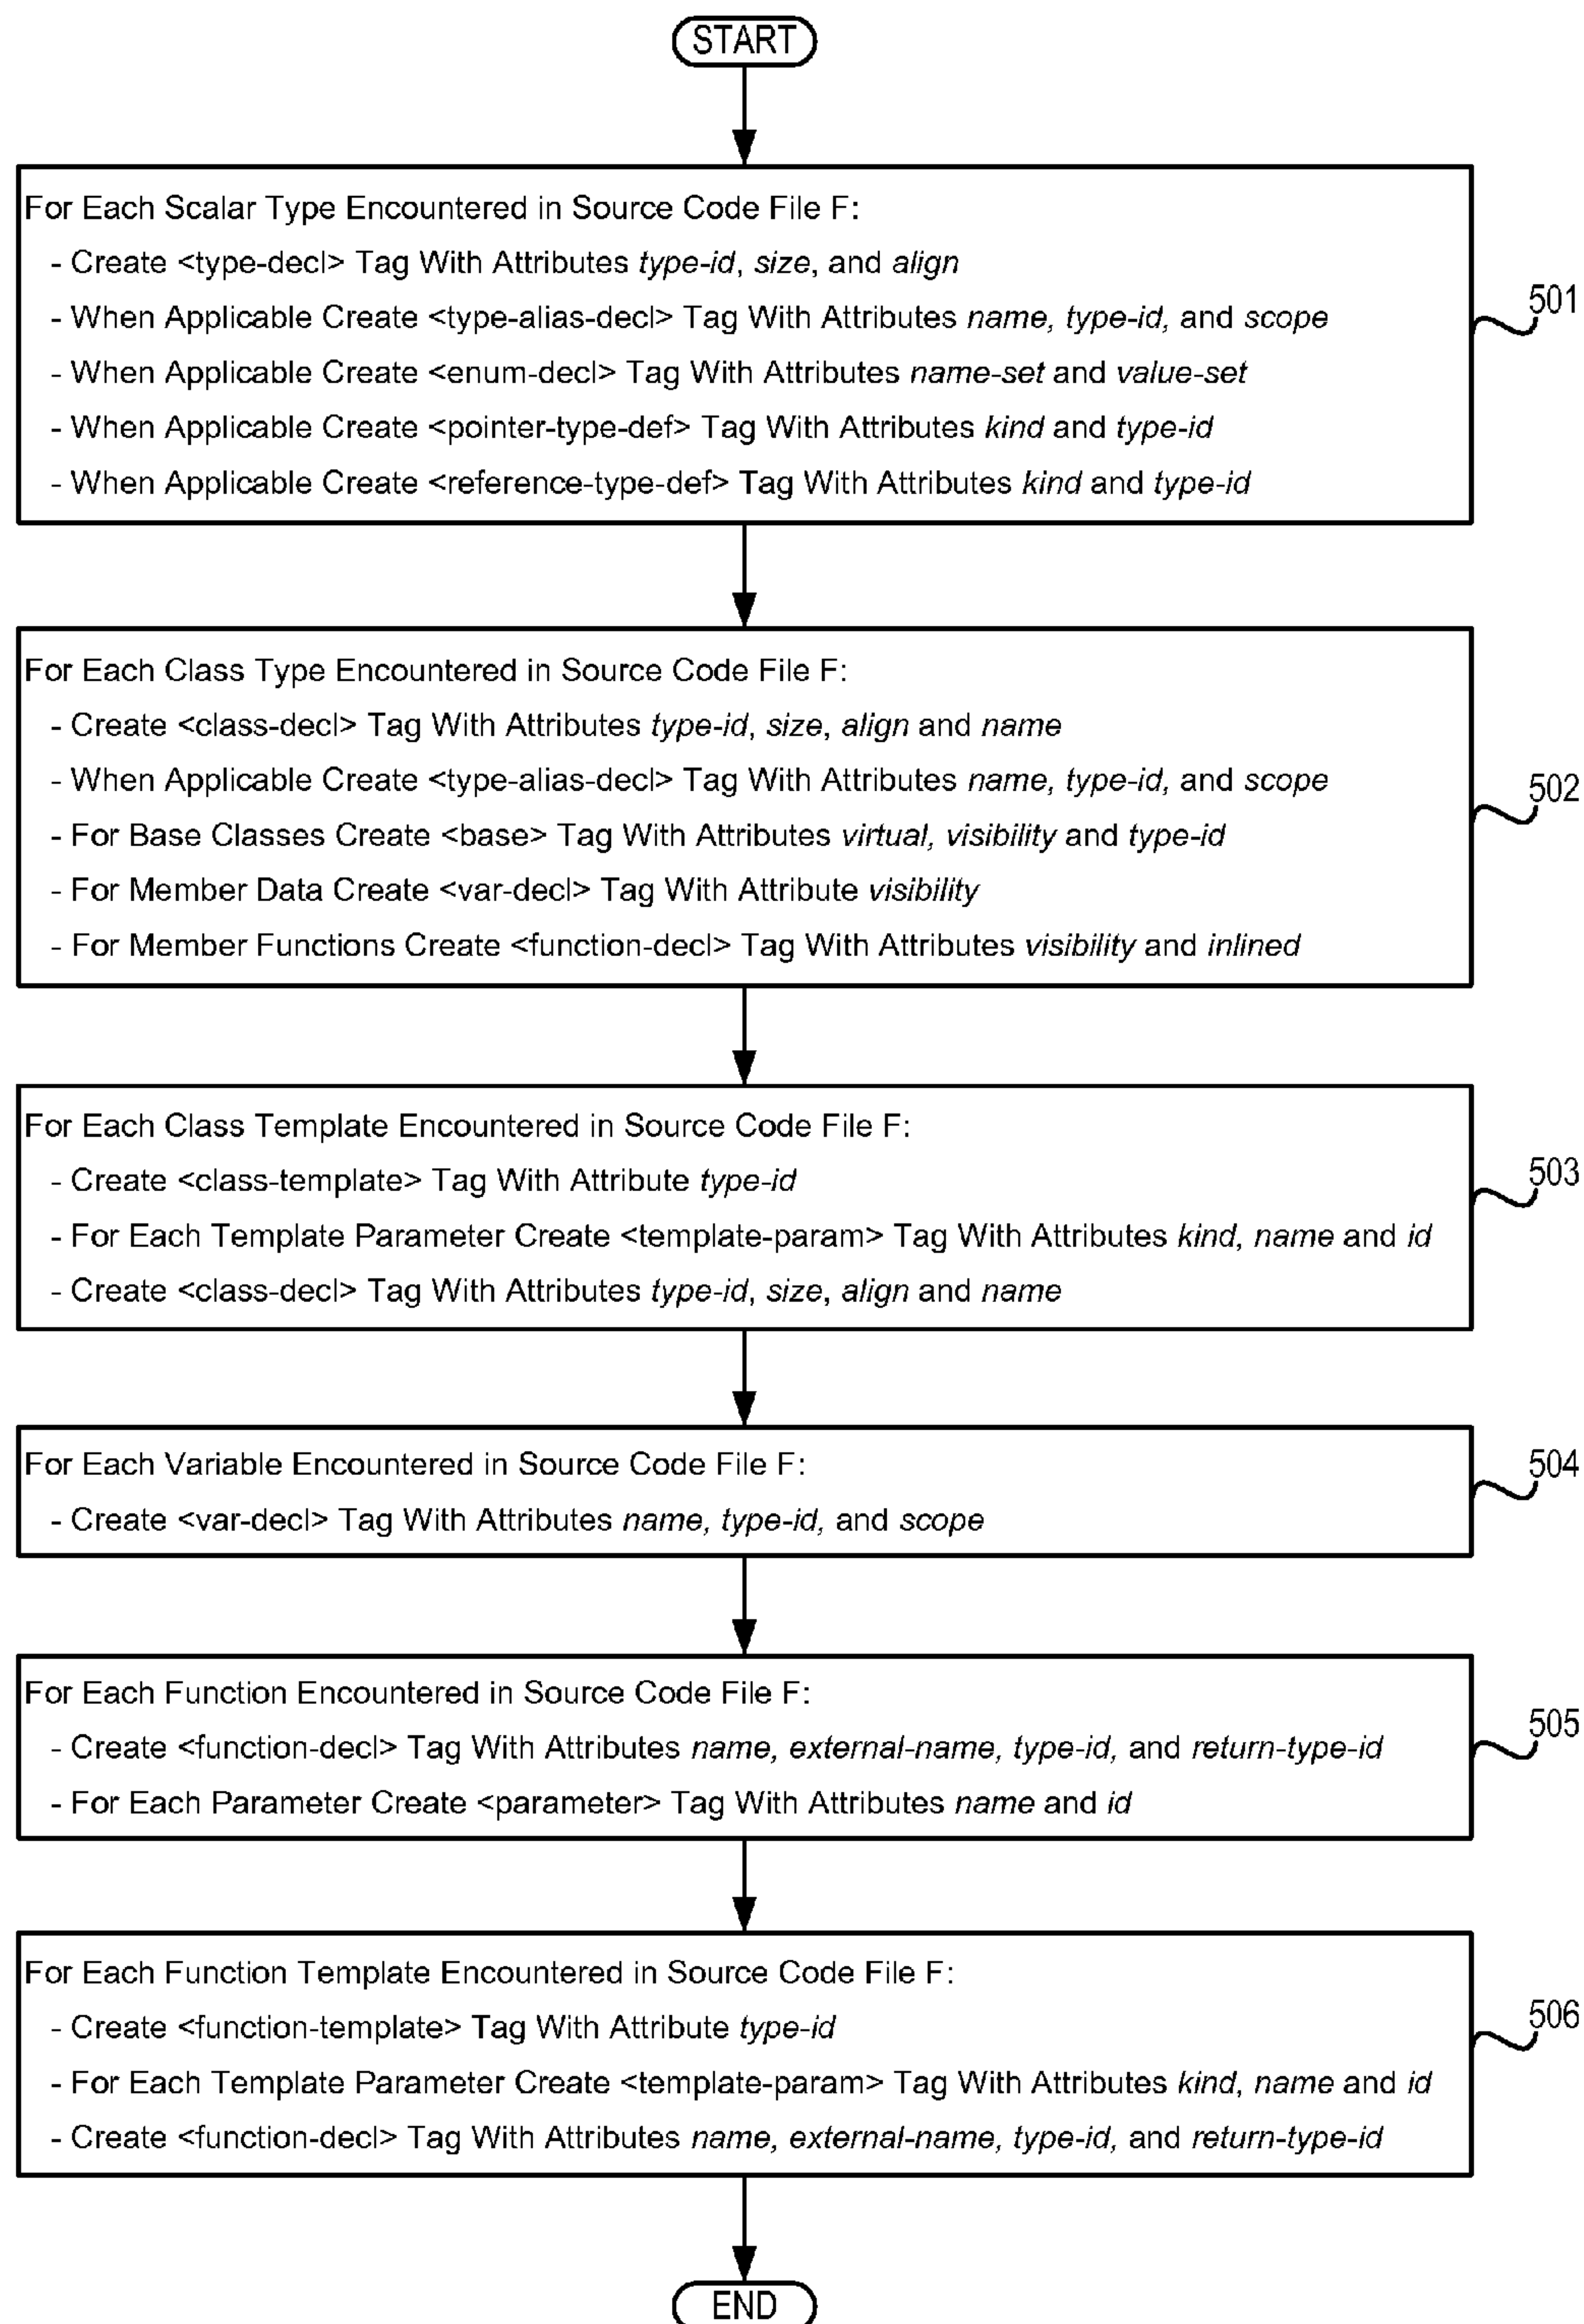 START
For Each Scalar Type Encountered in Source Code File F:
- Create <type-decl> Tag With Attributes type-id, size, and align
- When Applicable Create <type-alias-decl> Tag With Attributes name, type-id, and scope
- When Applicable Create <enum-decl> Tag With Attributes name-set and value-set
- When Applicable Create <pointer-type-def> Tag With Attributes kind and type-id
- When Applicable Create <reference-type-def> Tag With Attributes kind and type-id
501
For Each Class Type Encountered in Source Code File F:
- Create <class-decl> Tag With Attributes type-id, size, align and name
- When Applicable Create <type-alias-decl> Tag With Attributes name, type-id, and scope
- For Base Classes Create <base> Tag With Attributes virtual, visibility and type-id
- For Member Data Create <var-decl> Tag With Attribute visibility
- For Member Functions Create <function-decl> Tag With Attributes visibility and inlined
502
For Each Class Template Encountered in Source Code File F:
- Create <class-template> Tag With Attribute type-id
- For Each Template Parameter Create <template-param> Tag With Attributes kind, name and id
- Create <class-decl> Tag With Attributes type-id, size, align and name
503
For Each Variable Encountered in Source Code File F:
- Create <var-decl> Tag With Attributes name, type-id, and scope
504
For Each Function Encountered in Source Code File F:
- Create <function-decl> Tag With Attributes name, external-name, type-id, and return-type-id
- For Each Parameter Create <parameter> Tag With Attributes name and id
505
For Each Function Template Encountered in Source Code File F:
- Create <function-template> Tag With Attribute type-id
- For Each Template Parameter Create <template-param> Tag With Attributes kind, name and id
- Create <function-decl> Tag With Attributes name, external-name, type-id, and return-type-id
506
END